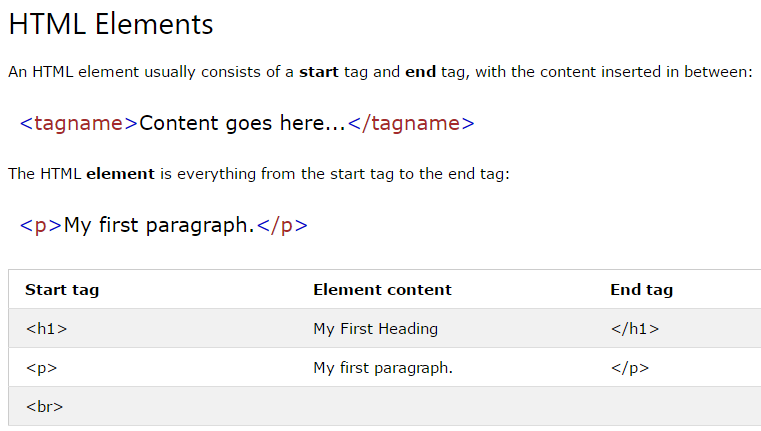 HTML Elements
An HTML element usually consists of a start tag and end tag, with the content inserted in between:
<tagname>Content goes here...</tagname>
The HTML element is everything from the start tag to the end tag:
<p>My first paragraph.</p>
Start tag Element content End tag
<h1> My First Heading </h1>
<p> My first paragraph. </p>
<br>